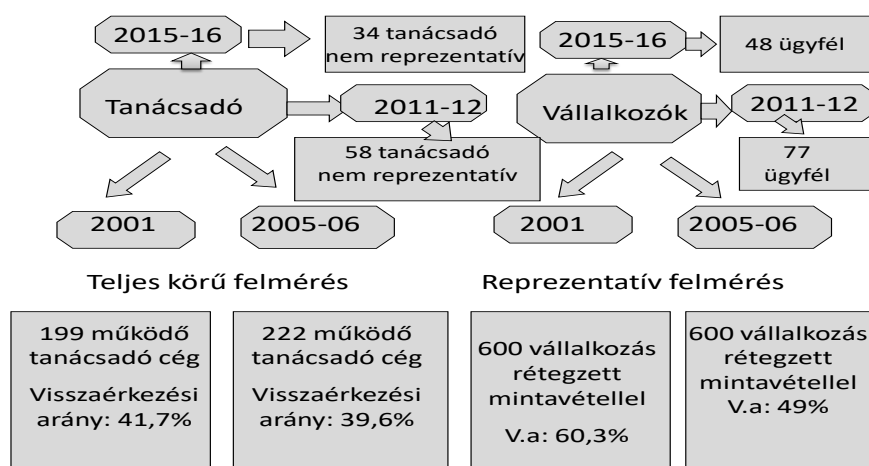 2015-16
34 tanácsadó
nem reprezentatív
Tanácsadó
2011-12
58 tanácsadó
nem reprezentatív
2001
2005-06
2015-16
48 ügyfél
Vállalkozók
2011-12
77
ügyfél
2001
2005-06
Teljes körű felmérés
Reprezentatív felmérés
199 működő
tanácsadó cég
Visszaérkezési
arány: 41,7%
222 működő
tanácsadó cég
Visszaérkezési
arány: 39,6%
600 vállalkozás
rétegzett
mintavétellel
V.a: 60,3%
600 vállalkozás
rétegzett
mintavétellel
V.a: 49%